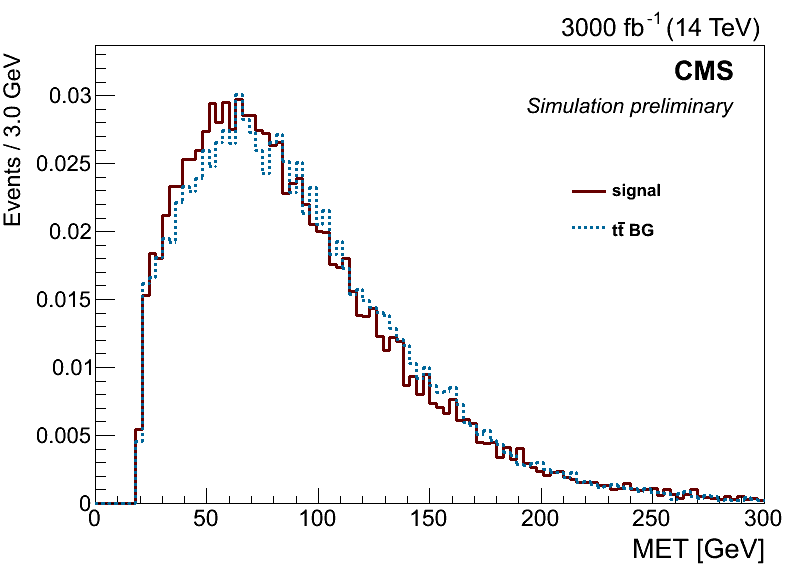 3000 fb⁻¹ (14 TeV)
CMS
Simulation preliminary
signal
tt̄ BG
Events / 3.0 GeV
0.03
0.025
0.02
0.015
0.01
0.005
0
0 50 100 150 200 250 300
MET [GeV]